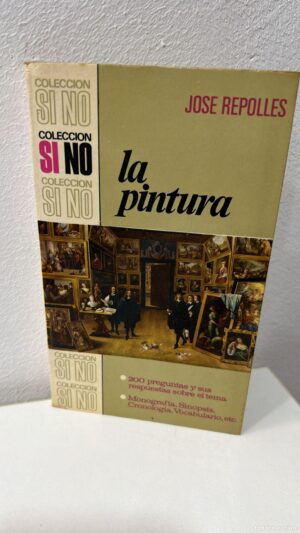 COLECCION
SI NO
COLECCION
SI NO
COLECCION
SI NO
JOSE REPOLLES
la
pintura
COLECCION
SI NO
COLECCION
SI NO
• 200 preguntas y sus
respuestas sobre el tema
• Monografía, Sinopsis,
Cronología, Vocabulario, etc.